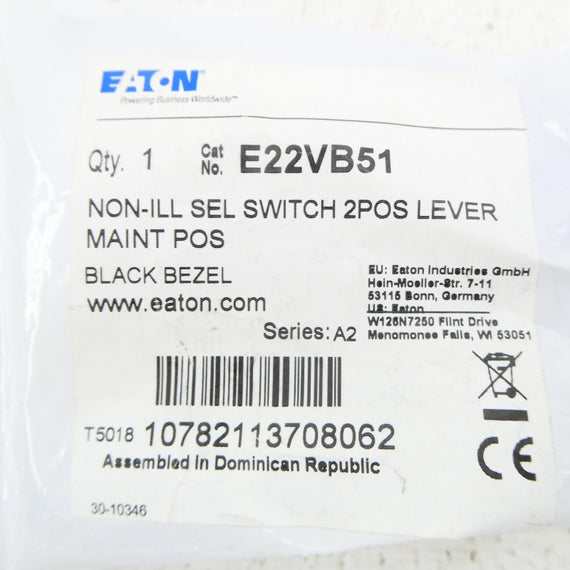 EATON
Powering Business Worldwide™
Qty. 1 Cat No. E22VB51
NON-ILL SEL SWITCH 2POS LEVER
MAINT POS
BLACK BEZEL
www.eaton.com
EU: Eaton Industries GmbH
Hein-Moeller-Str. 7-11
53115 Bonn, Germany
US: Eaton
W126N7250 Flint Drive
Menomonee Falls, WI 53051
Series: A2
T5018 10782113708062
Assembled In Dominican Republic
CE
30-10346